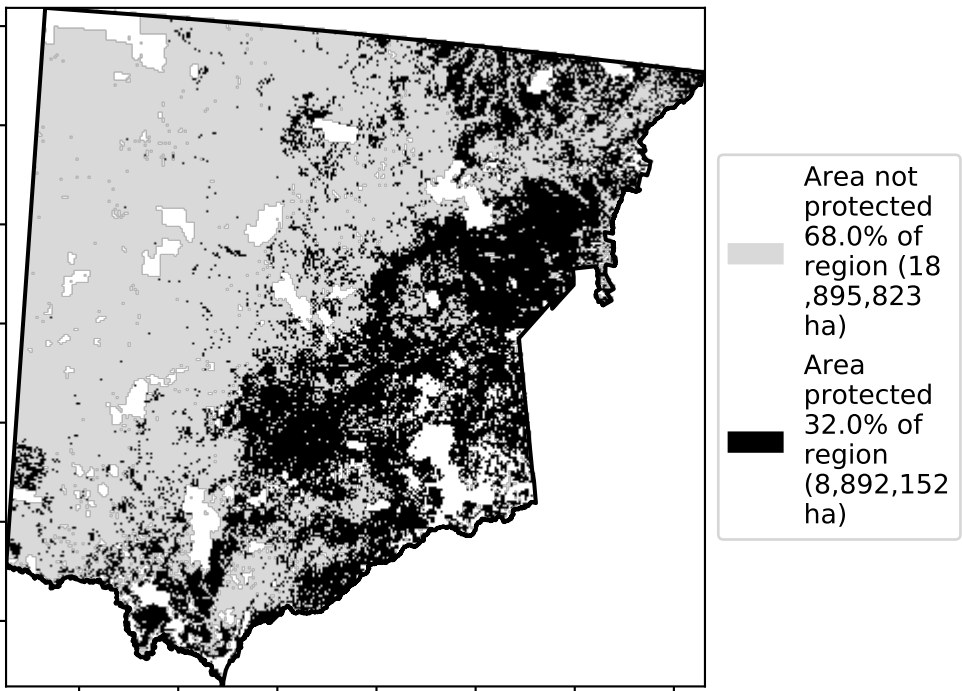 Area not
protected
68.0% of
region (18
,895,823
ha)
Area
protected
32.0% of
region
(8,892,152
ha)